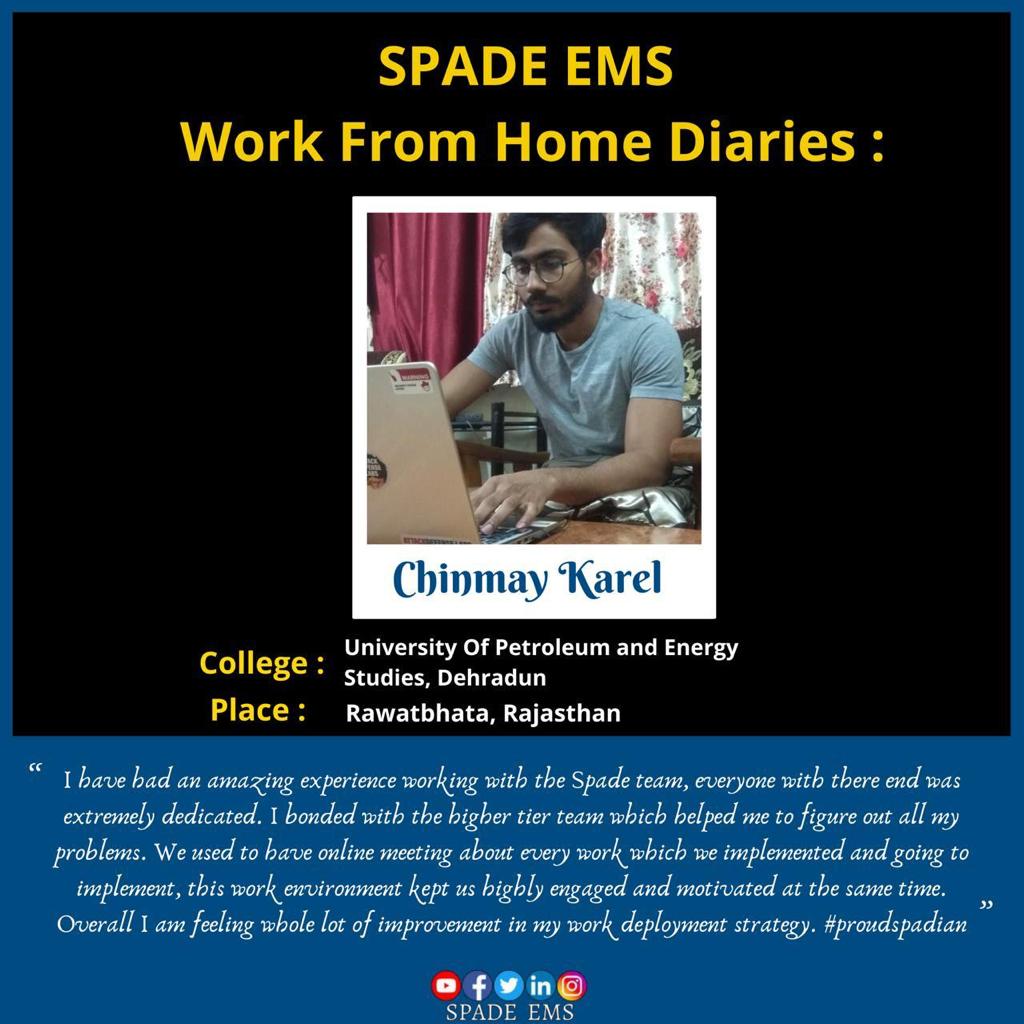 SPADE EMS
Work From Home Diaries :
WARNING
ATTACKDEFENSE LABS
Chinmay Karel
College : University Of Petroleum and Energy
Studies, Dehradun
Place : Rawatbhata, Rajasthan
“ I have had an amazing experience working with the Spade team, everyone with there end was
extremely dedicated. I bonded with the higher tier team which helped me to figure out all my
problems. We used to have online meeting about every work which we implemented and going to
implement, this work environment kept us highly engaged and motivated at the same time.
Overall I am feeling whole lot of improvement in my work deployment strategy. #proudspadian ”
SPADE EMS